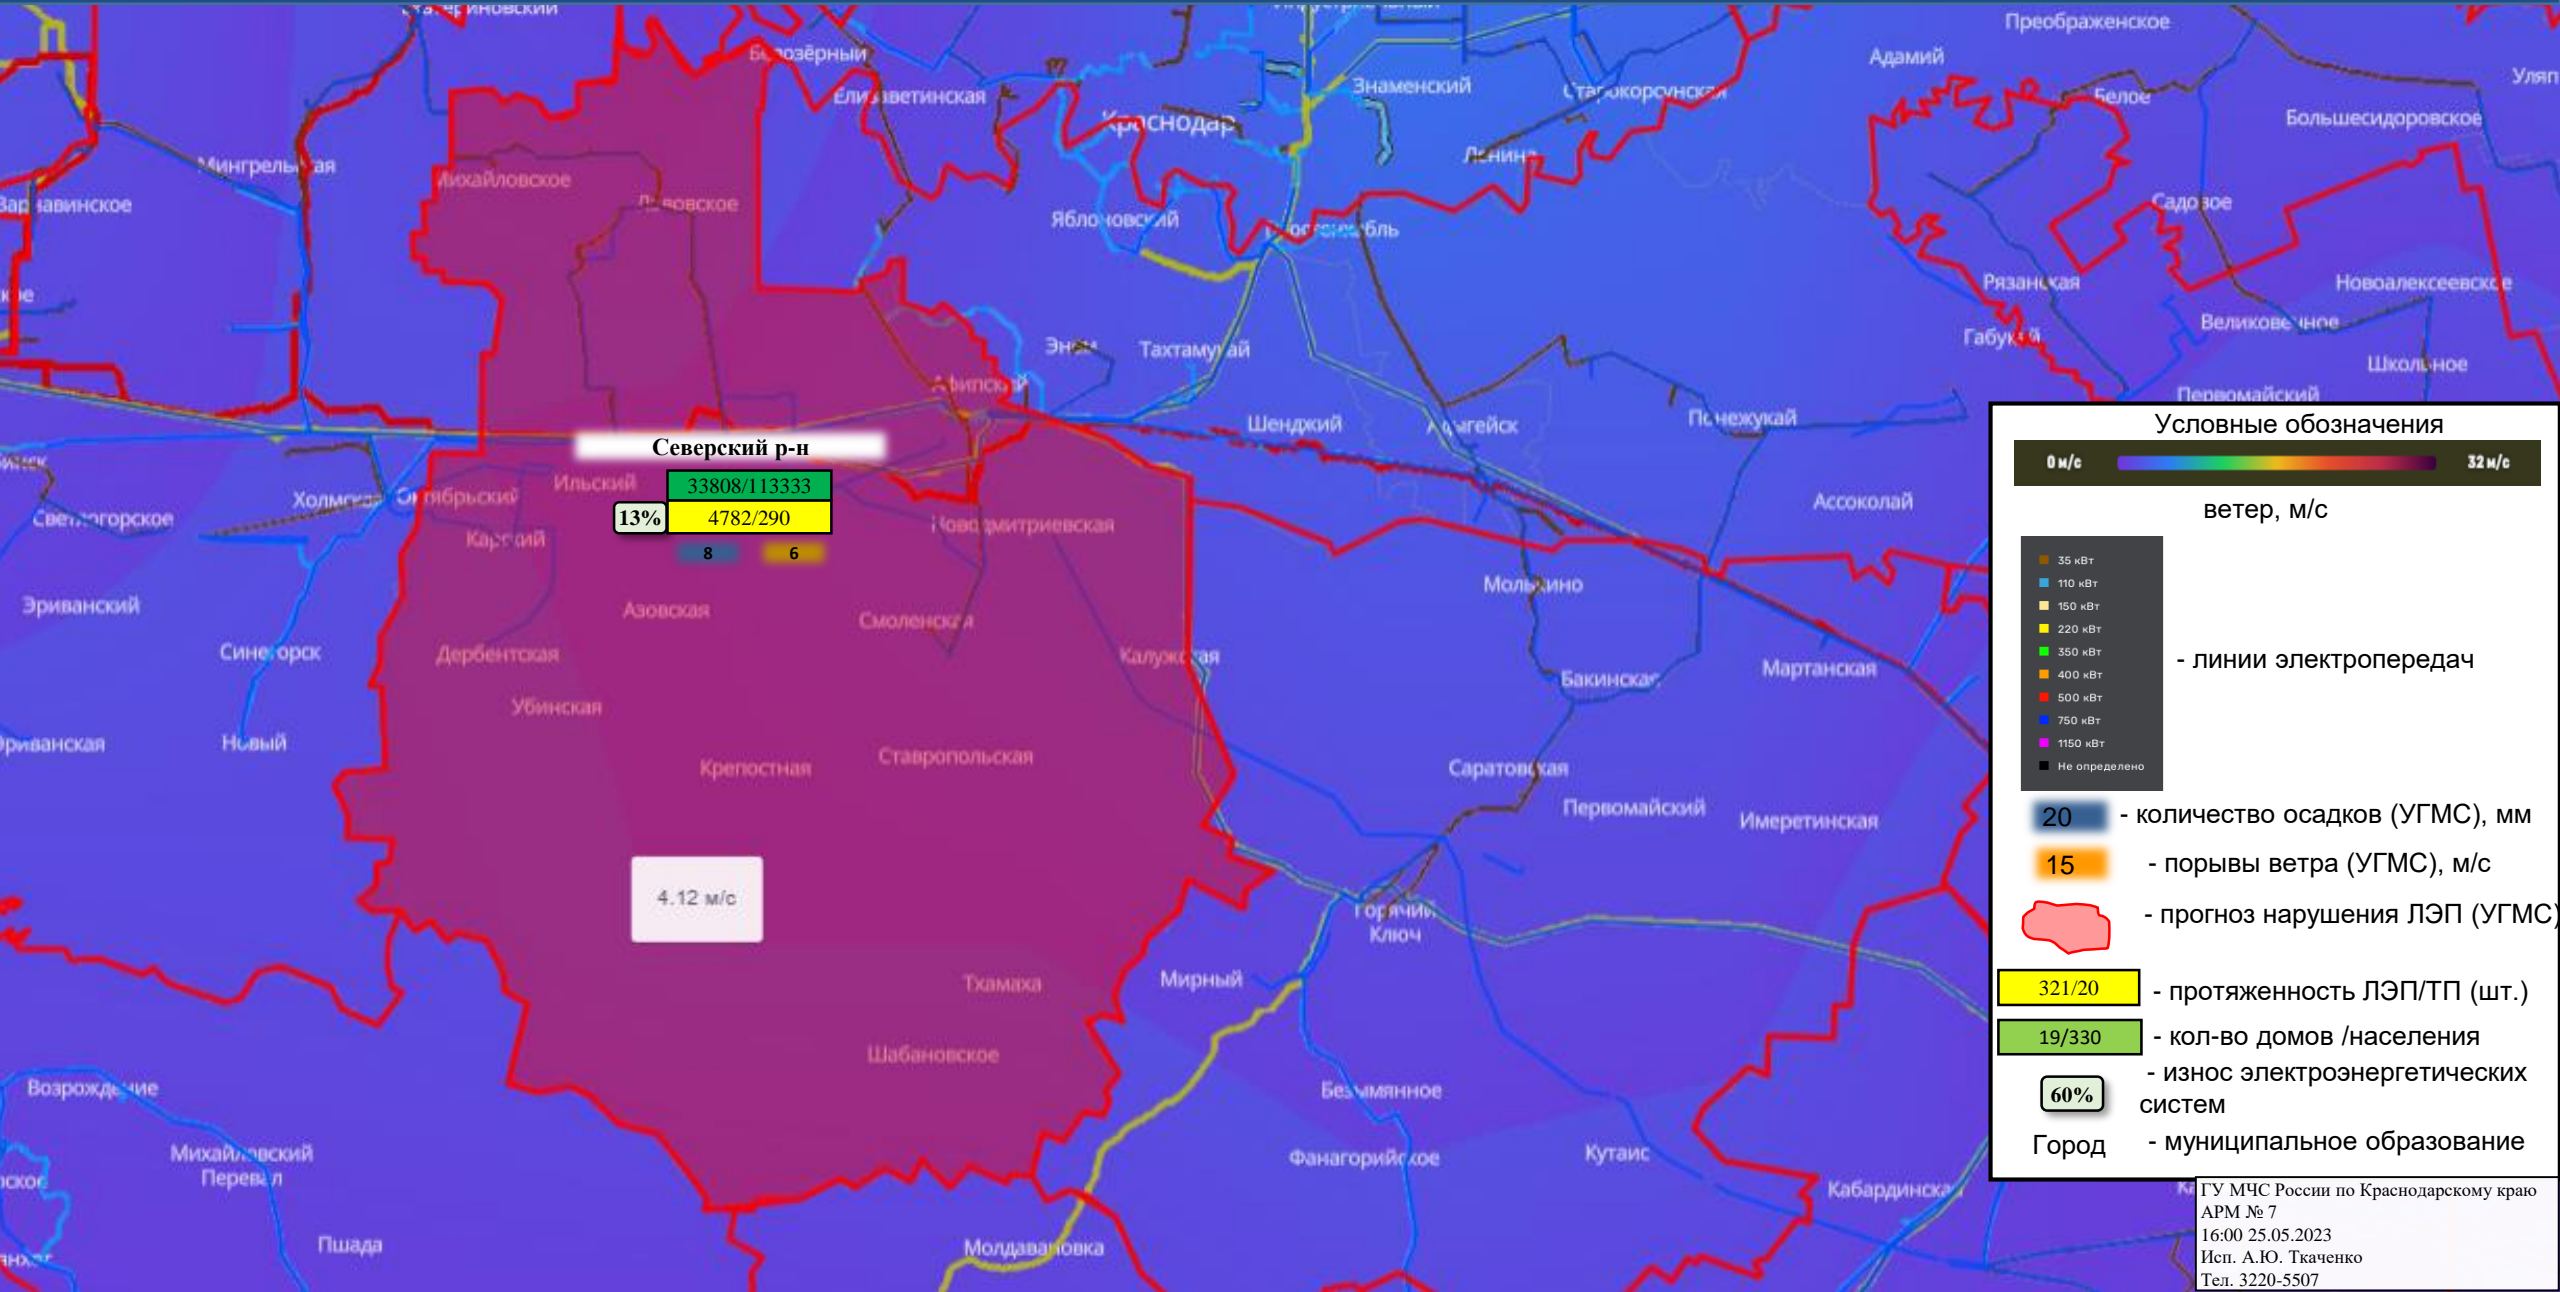 Индустриальный
Преображенское
Белозёрный
Адамий
Уляп
Елизаветинская
Знаменский
Старокорсунская
Белое
Краснодар
Большесидоровское
Мингрельская
Ленина
Михайловское
Варнавинское
Львовское
Садовое
Яблоновский
Рязанская
Новоалексеевское
Великовечное
Энем
Тахтамукай
Габукай
Школьное
Афипский
Первомайский
Шенджий
Адыгейск
Понежукай
Северский р-н
Ильский
33808/113333
13%
4782/290
8
6
Холмская
Октябрьский
Светлогорское
Карский
Новодмитриевская
Ассоколай
Молькино
Эриванский
Азовская
Смоленская
Синегорск
Дербентская
Калужская
Бакинская
Мартанская
Убинская
Новый
Крепостная
Ставропольская
Саратовская
Первомайский
Имеретинская
4.12 м/с
Горячий
Ключ
Мирный
Тхамаха
Шабановское
Возрождение
Безымянное
Михайловский
Перевал
Фанагорийское
Кутаис
Кабардинская
Пшада
Молдавановка
Условные обозначения
0 м/с
32 м/с
ветер, м/с
35 кВт
110 кВт
150 кВт
220 кВт
350 кВт
400 кВт
500 кВт
750 кВт
1150 кВт
Не определено
- линии электропередач
20 - количество осадков (УГМС), мм
15 - порывы ветра (УГМС), м/с
- прогноз нарушения ЛЭП (УГМС)
321/20 - протяженность ЛЭП/ТП (шт.)
19/330 - кол-во домов /населения
60% - износ электроэнергетических
систем
Город - муниципальное образование
ГУ МЧС России по Краснодарскому краю
АРМ № 7
16:00 25.05.2023
Исп. А.Ю. Ткаченко
Тел. 3220-5507